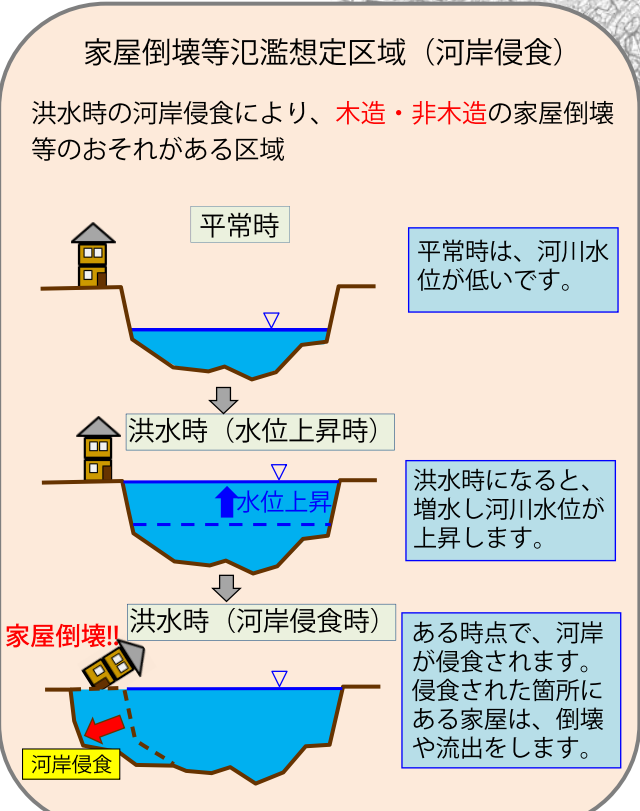 家屋倒壊等氾濫想定区域（河岸侵食）
洪水時の河岸侵食により、木造・非木造の家屋倒壊
等のおそれがある区域
平常時
平常時は、河川水
位が低いです。
洪水時（水位上昇時）
水位上昇
洪水時になると、
増水し河川水位が
上昇します。
洪水時（河岸侵食時）
家屋倒壊!!
ある時点で、河岸
が侵食されます。
侵食された箇所に
ある家屋は、倒壊
や流出をします。
河岸侵食